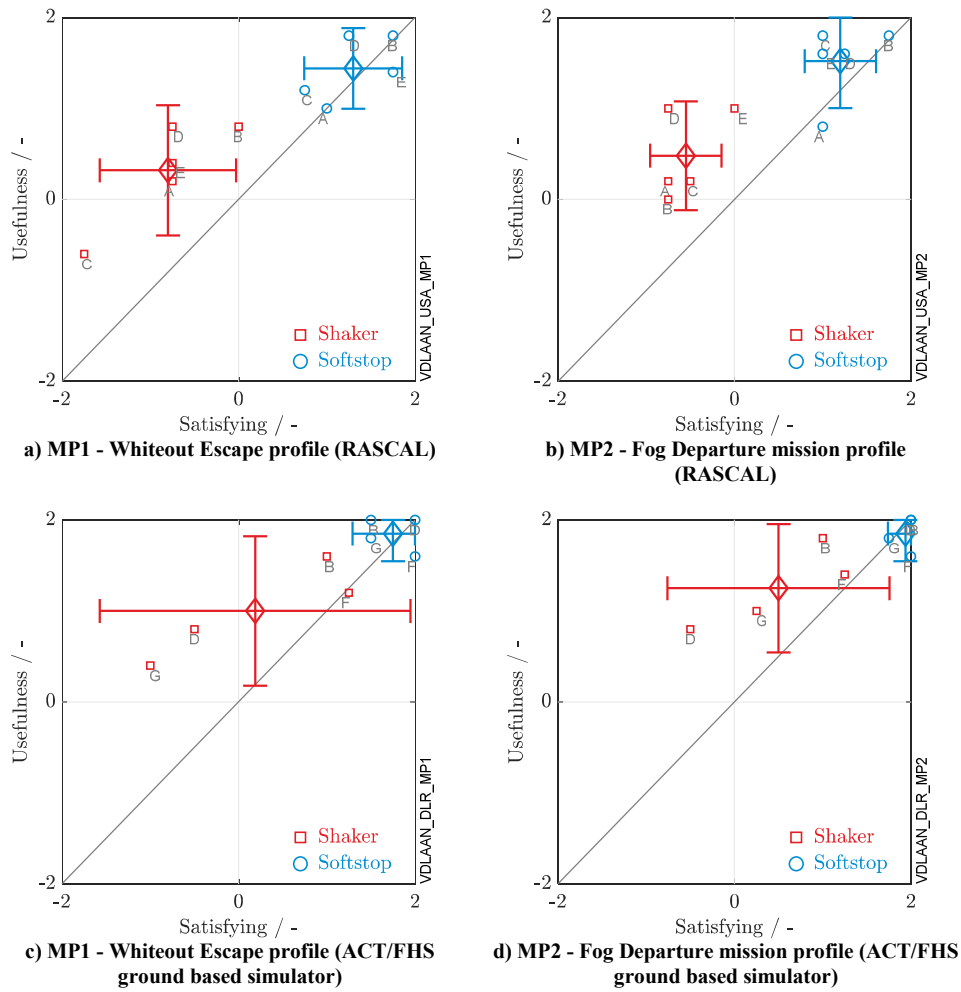 2
0
-2
Usefulness / -
D
B
E
C
A
D
B
E
A
C
Shaker
Softstop
VDLAAN_USA_MP1
-2
0
2
Satisfying / -
a) MP1 - Whiteout Escape profile (RASCAL)
2
0
-2
Usefulness / -
C
B
E
D
A
D
E
A
C
B
Shaker
Softstop
VDLAAN_USA_MP2
-2
0
2
Satisfying / -
b) MP2 - Fog Departure mission profile
(RASCAL)
2
0
-2
Usefulness / -
B
D
G
F
B
F
D
G
Shaker
Softstop
VDLAAN_DLR_MP1
-2
0
2
Satisfying / -
c) MP1 - Whiteout Escape profile (ACT/FHS
ground based simulator)
2
0
-2
Usefulness / -
B
G
F
B
F
G
D
Shaker
Softstop
VDLAAN_DLR_MP2
-2
0
2
Satisfying / -
d) MP2 - Fog Departure mission profile (ACT/FHS
ground based simulator)